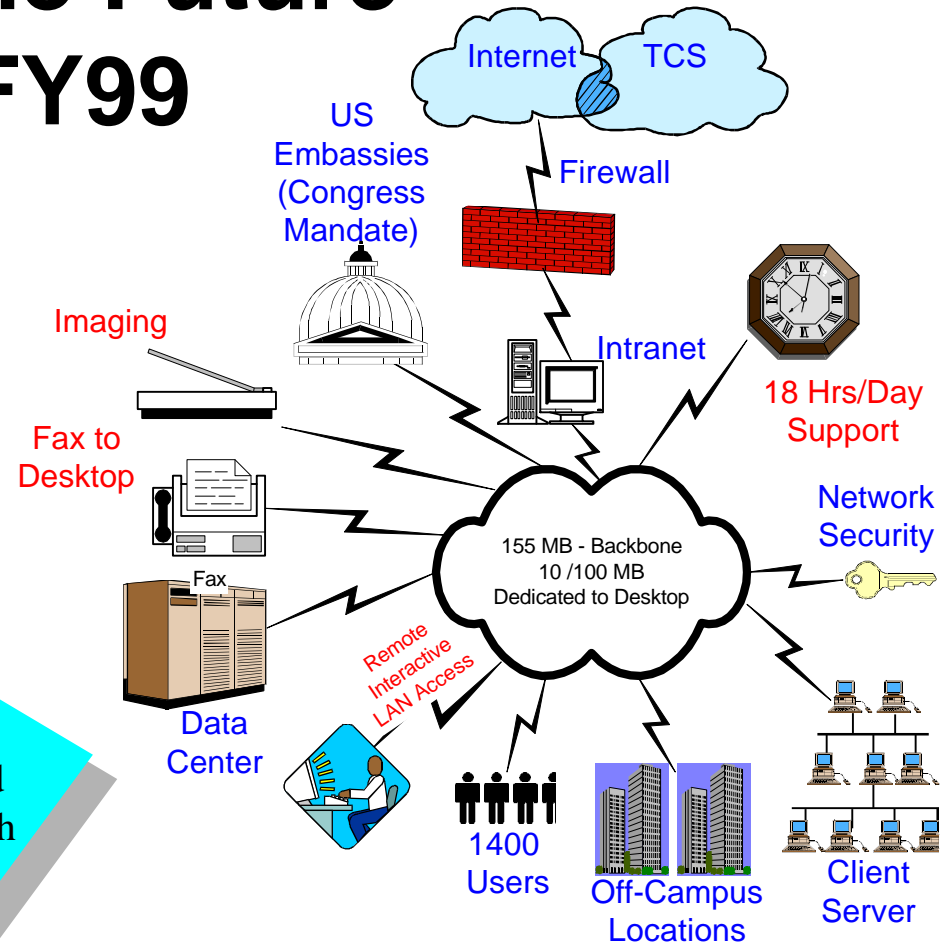 Future
FY99
Internet
TCS
US
Embassies
(Congress
Mandate)
Firewall
Imaging
Intranet
18 Hrs/Day
Support
Fax to
Desktop
Network
Security
155 MB - Backbone
10 /100 MB
Dedicated to Desktop
Fax
Remote
Interactive
LAN Access
Data
Center
1400
Users
Off-Campus
Locations
Client
Server